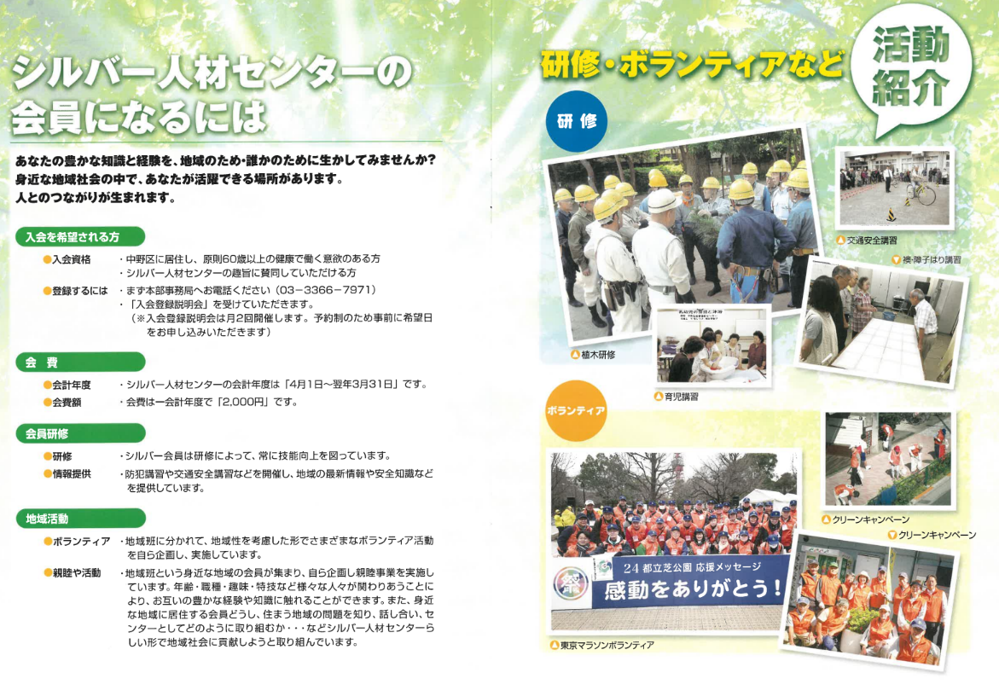 シルバー人材センターの
会員になるには
あなたの豊かな知識と経験を、地域のため・誰かのために生かしてみませんか?
身近な地域社会の中で、あなたが活躍できる場所があります。
人とのつながりが生まれます。
入会を希望される方
●入会資格 ・中野区に居住し、原則60歳以上の健康で働く意欲のある方
・シルバー人材センターの趣旨に賛同していただける方
●登録するには ・まず本部事務局へお電話ください(03−3366−7971)
・「入会登録説明会」を受けていただきます。
(※入会登録説明会は月2回開催します。予約制のため事前に希望日
をお申し込みいただきます)
会 費
●会計年度 ・シルバー人材センターの会計年度は「4月1日〜翌年3月31日」です。
●会費額 ・会費は一会計年度で「2,000円」です。
会員研修
●研修 ・シルバー会員は研修によって、常に技能向上を図っています。
●情報提供 ・防犯講習や交通安全講習などを開催し、地域の最新情報や安全知識など
を提供しています。
地域活動
●ボランティア ・地域班に分かれて、地域性を考慮した形でさまざまなボランティア活動
を自ら企画し、実施しています。
●親睦や活動 ・地域班という身近な地域の会員が集まり、自ら企画し親睦事業を実施し
ています。年齢・職種・趣味・特技など様々な人々が関わりあうことに
より、お互いの豊かな経験や知識に触れることができます。また、身近
な地域に居住する会員どうし、住まう地域の問題を知り、話し合い、セ
ンターとしてどのように取り組むか・・・などシルバー人材センターら
しい形で地域社会に貢献しようと取り組んでいます。
研修・ボランティアなど
活動
紹介
研 修
交通安全講習
襖・障子はり講習
植木研修
育児講習
ボランティア
クリーンキャンペーン
クリーンキャンペーン
祭
24 都立芝公園 応援メッセージ
感動をありがとう!
東京マラソンボランティア